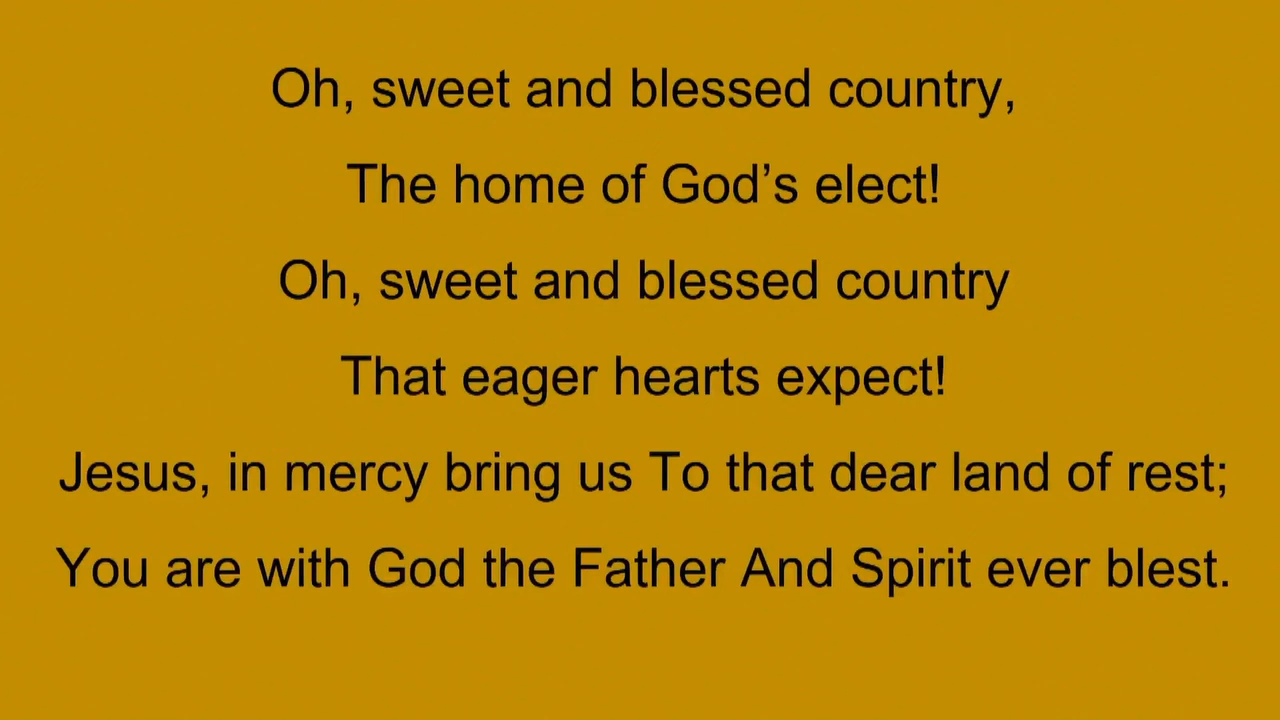 Oh, sweet and blessed country,
The home of God’s elect!
Oh, sweet and blessed country
That eager hearts expect!
Jesus, in mercy bring us To that dear land of rest;
You are with God the Father And Spirit ever blest.